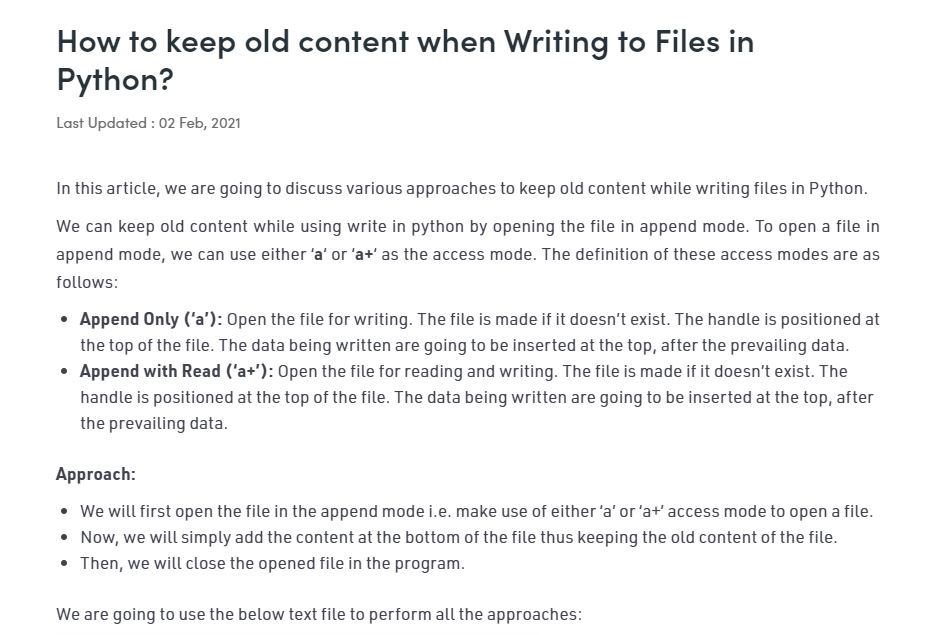 How to keep old content when Writing to Files in
Python?
Last Updated : 02 Feb, 2021
In this article, we are going to discuss various approaches to keep old content while writing files in Python.
We can keep old content while using write in python by opening the file in append mode. To open a file in
append mode, we can use either ‘a‘ or ‘a+‘ as the access mode. The definition of these access modes are as
follows:
• Append Only (‘a’): Open the file for writing. The file is made if it doesn’t exist. The handle is positioned at
the top of the file. The data being written are going to be inserted at the top, after the prevailing data.
• Append with Read (‘a+’): Open the file for reading and writing. The file is made if it doesn’t exist. The
handle is positioned at the top of the file. The data being written are going to be inserted at the top, after
the prevailing data.
Approach:
• We will first open the file in the append mode i.e. make use of either ‘a’ or ‘a+’ access mode to open a file.
• Now, we will simply add the content at the bottom of the file thus keeping the old content of the file.
• Then, we will close the opened file in the program.
We are going to use the below text file to perform all the approaches: